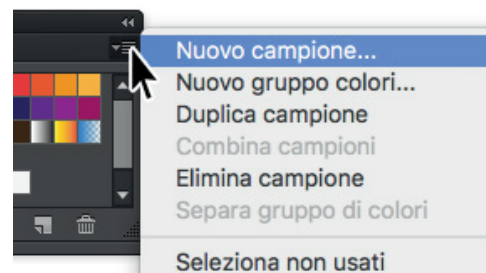 Nuovo campione...
Nuovo gruppo colori...
Duplica campione
Combina campioni
Elimina campione
Separa gruppo di colori
Seleziona non usati